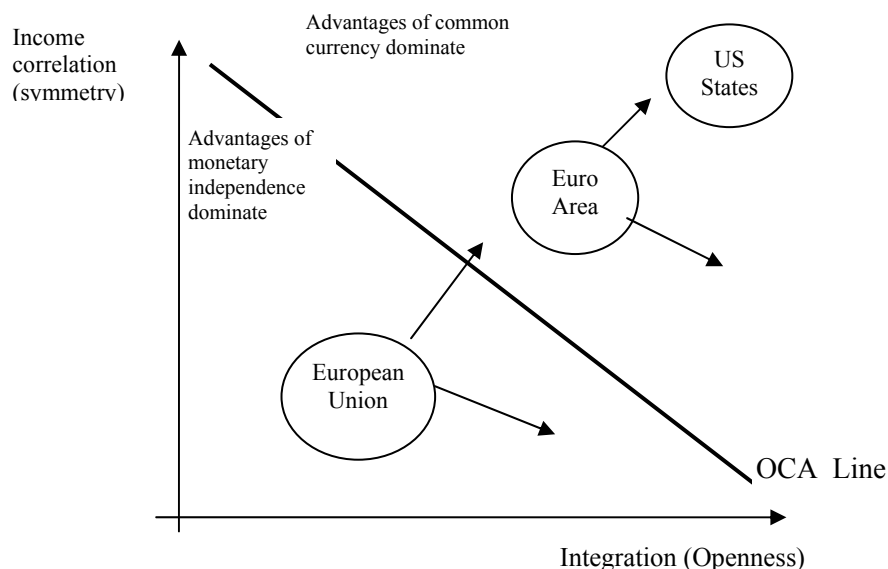 Income
correlation
(symmetry)
Advantages of common
currency dominate
US
States
Advantages of
monetary
independence
dominate
Euro
Area
European
Union
OCA Line
Integration (Openness)